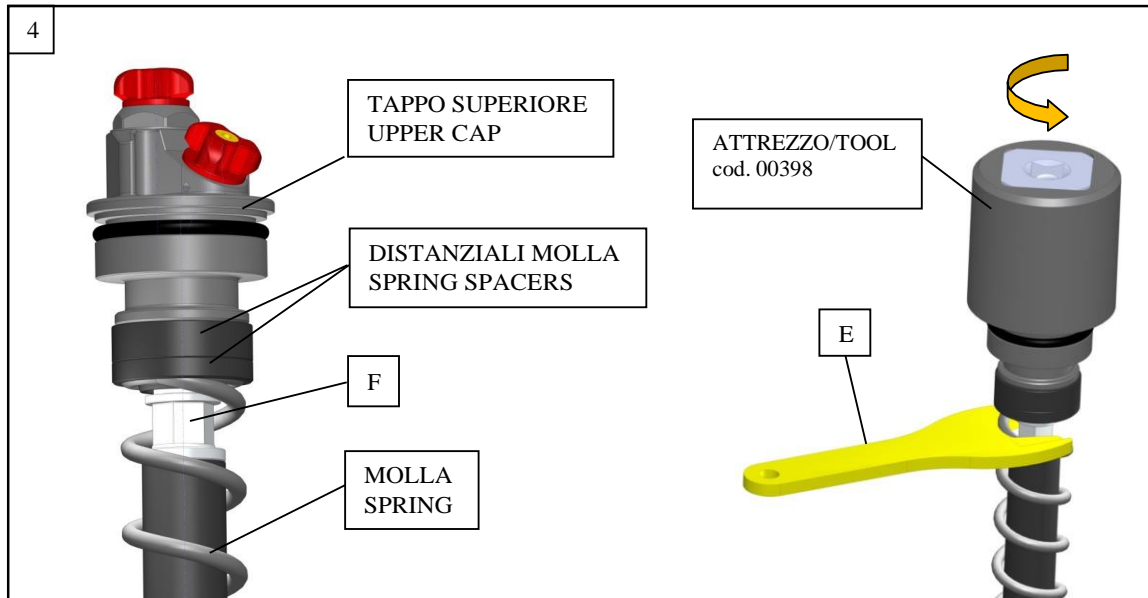 4
TAPPO SUPERIORE
UPPER CAP
DISTANZIALI MOLLA
SPRING SPACERS
F
MOLLA
SPRING
ATTREZZO/TOOL
cod. 00398
E